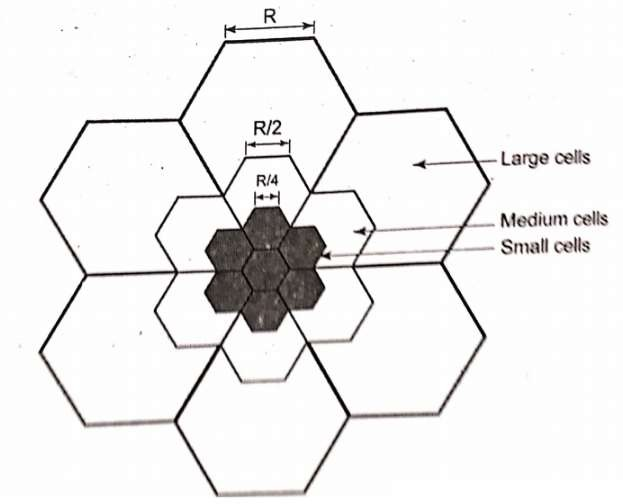 R
R/2
Large cells
R/4
Medium cells
Small cells